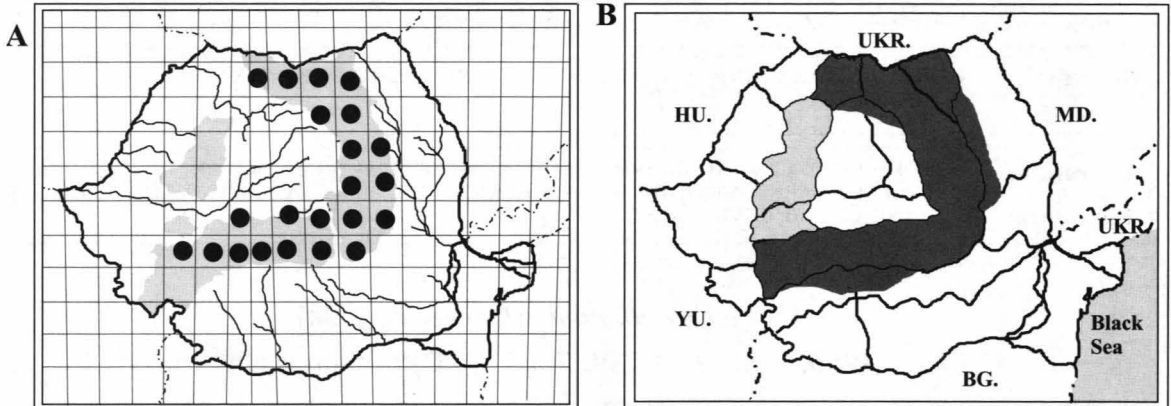 A
B
UKR.
HU.
MD.
UKR.
YU.
Black
Sea
BG.